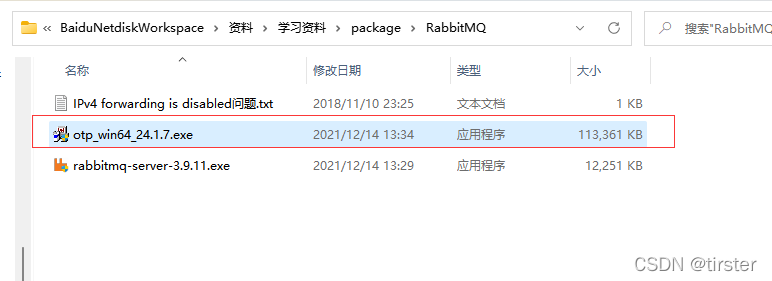 « BaiduNetdiskWorkspace > 资料 > 学习资料 > package > RabbitMQ 搜索"RabbitMQ
名称 修改日期 类型 大小
IPv4 forwarding is disabled问题.txt 2018/11/10 23:25 文本文档 1 KB
otp_win64_24.1.7.exe 2021/12/14 13:34 应用程序 113,361 KB
rabbitmq-server-3.9.11.exe 2021/12/14 13:29 应用程序 12,251 KB
CSDN @tirster